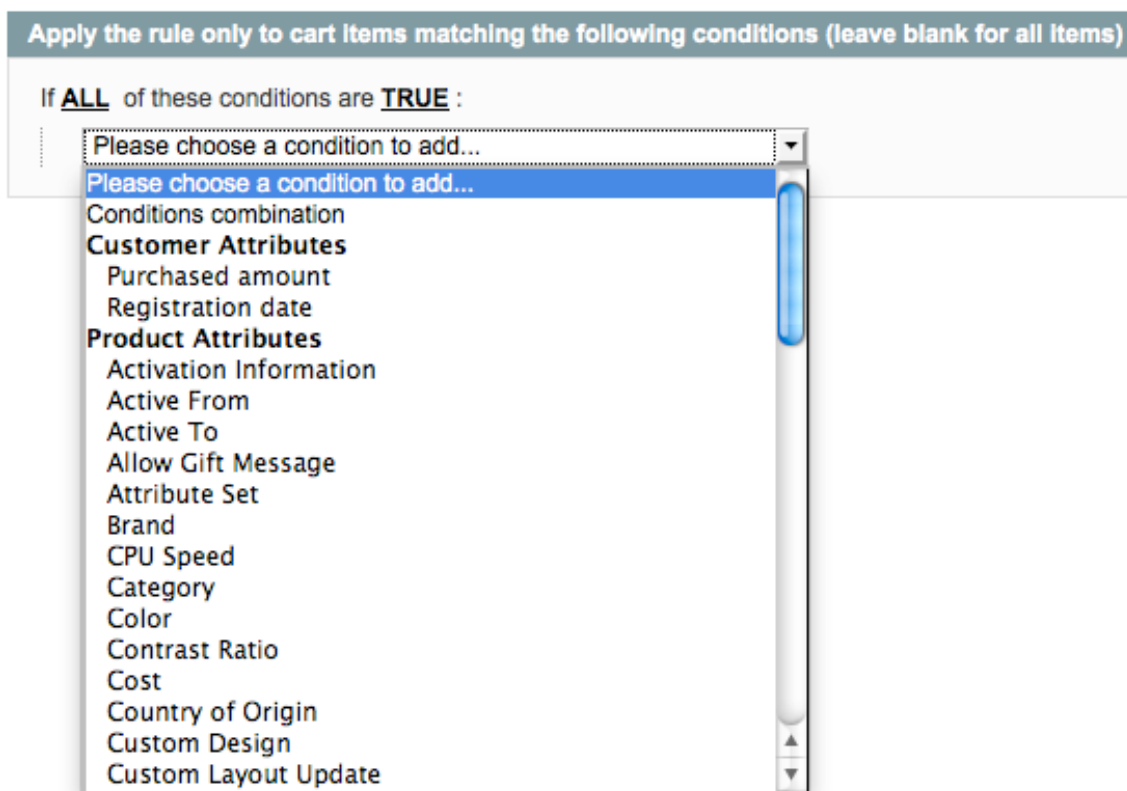 Apply the rule only to cart items matching the following conditions (leave blank for all items)
If ALL of these conditions are TRUE :
Please choose a condition to add...
Please choose a condition to add...
Conditions combination
Customer Attributes
Purchased amount
Registration date
Product Attributes
Activation Information
Active From
Active To
Allow Gift Message
Attribute Set
Brand
CPU Speed
Category
Color
Contrast Ratio
Cost
Country of Origin
Custom Design
Custom Layout Update